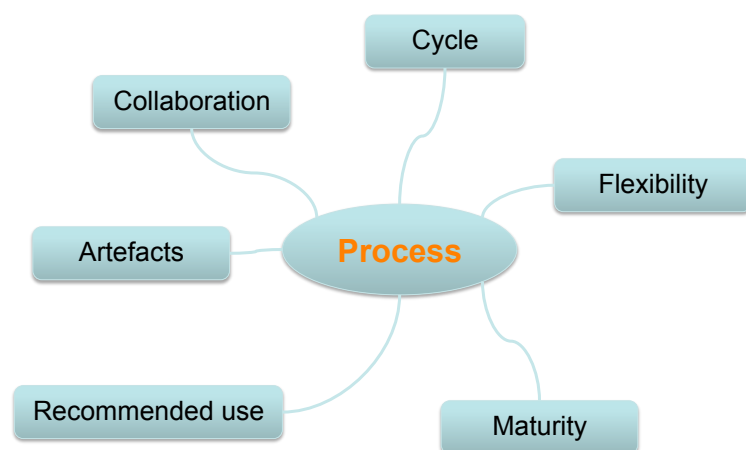 Cycle
Collaboration
Flexibility
Process
Artefacts
Recommended use
Maturity